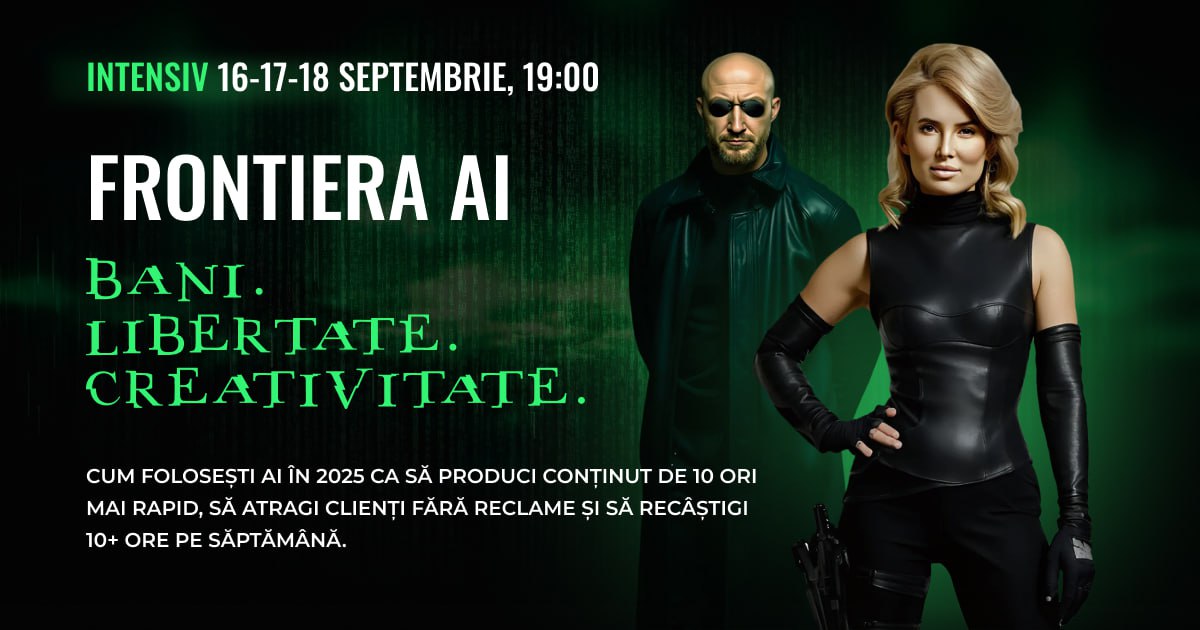 INTENSIV 16-17-18 SEPTEMBRIE, 19:00
FRONTIERA AI
BANI.
LIBERTATE.
CREATIVITATE.
CUM FOLOSEȘTI AI ÎN 2025 CA SĂ PRODUCI CONȚINUT DE 10 ORI
MAI RAPID, SĂ ATRAGI CLIENȚI FĂRĂ RECLAME ȘI SĂ RECÂȘTIGI
10+ ORE PE SĂPTĂMÂNĂ.